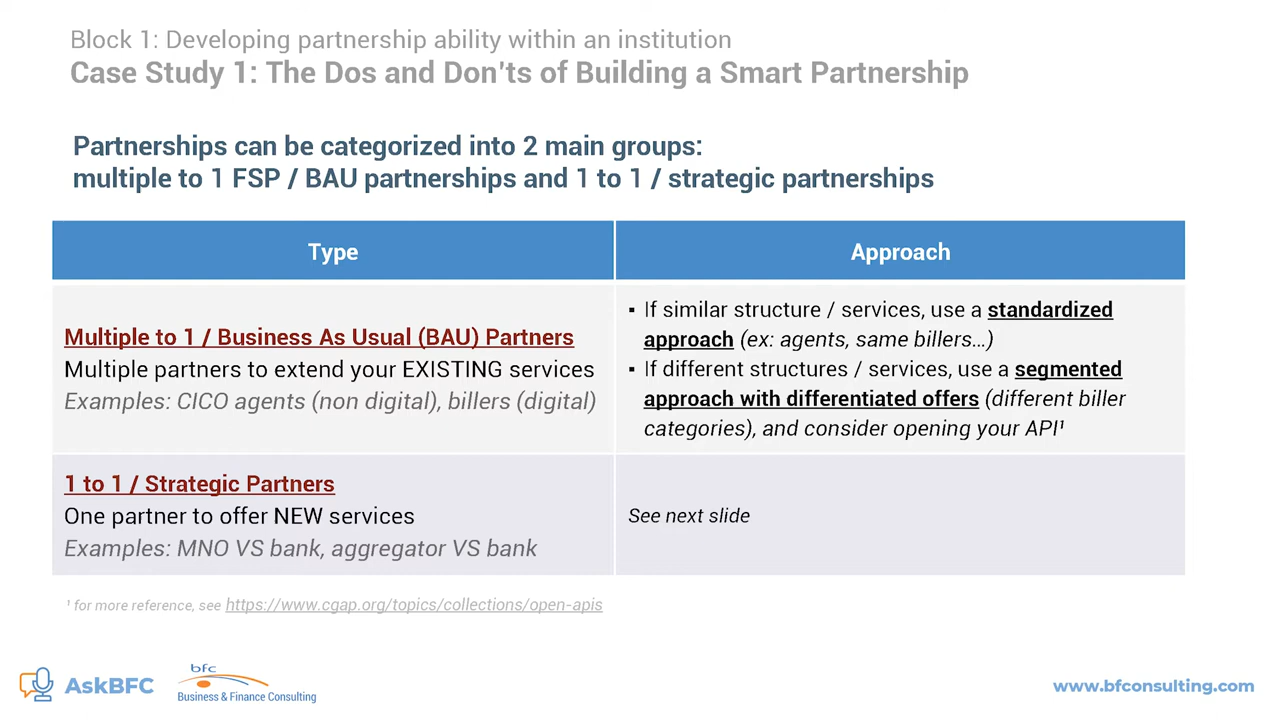 Block 1: Developing partnership ability within an institution
Case Study 1: The Dos and Don'ts of Building a Smart Partnership
Partnerships can be categorized into 2 main groups:
multiple to 1 FSP / BAU partnerships and 1 to 1 / strategic partnerships
Type
Approach
Multiple to 1 / Business As Usual (BAU) Partners
Multiple partners to extend your EXISTING services
Examples: CICO agents (non digital), billers (digital)
▪ If similar structure / services, use a standardized
approach (ex: agents, same billers…)
▪ If different structures / services, use a segmented
approach with differentiated offers (different biller
categories), and consider opening your API¹
1 to 1 / Strategic Partners
One partner to offer NEW services
Examples: MNO VS bank, aggregator VS bank
See next slide
¹ for more reference, see https://www.cgap.org/topics/collections/open-apis
AskBFC
bfc
Business & Finance Consulting
www.bfconsulting.com